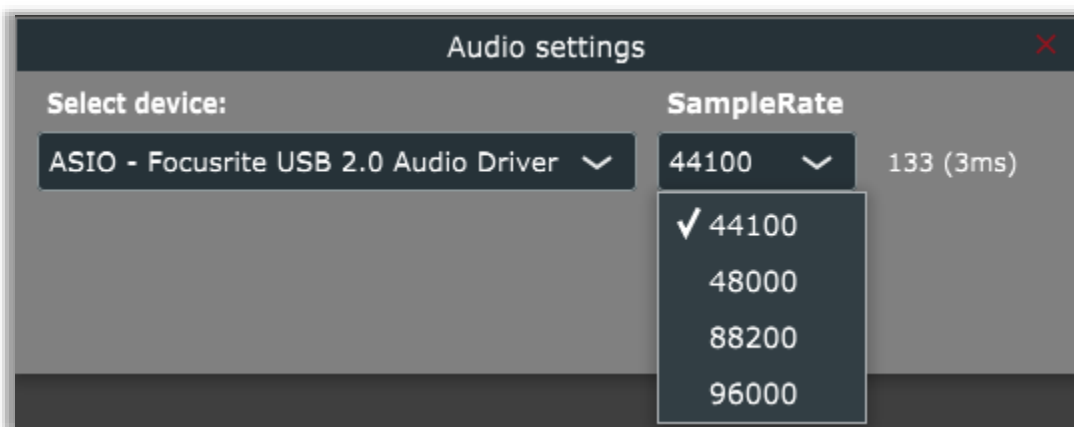 Audio settings
Select device:
SampleRate
ASIO - Focusrite USB 2.0 Audio Driver
44100
133 (3ms)
44100
48000
88200
96000